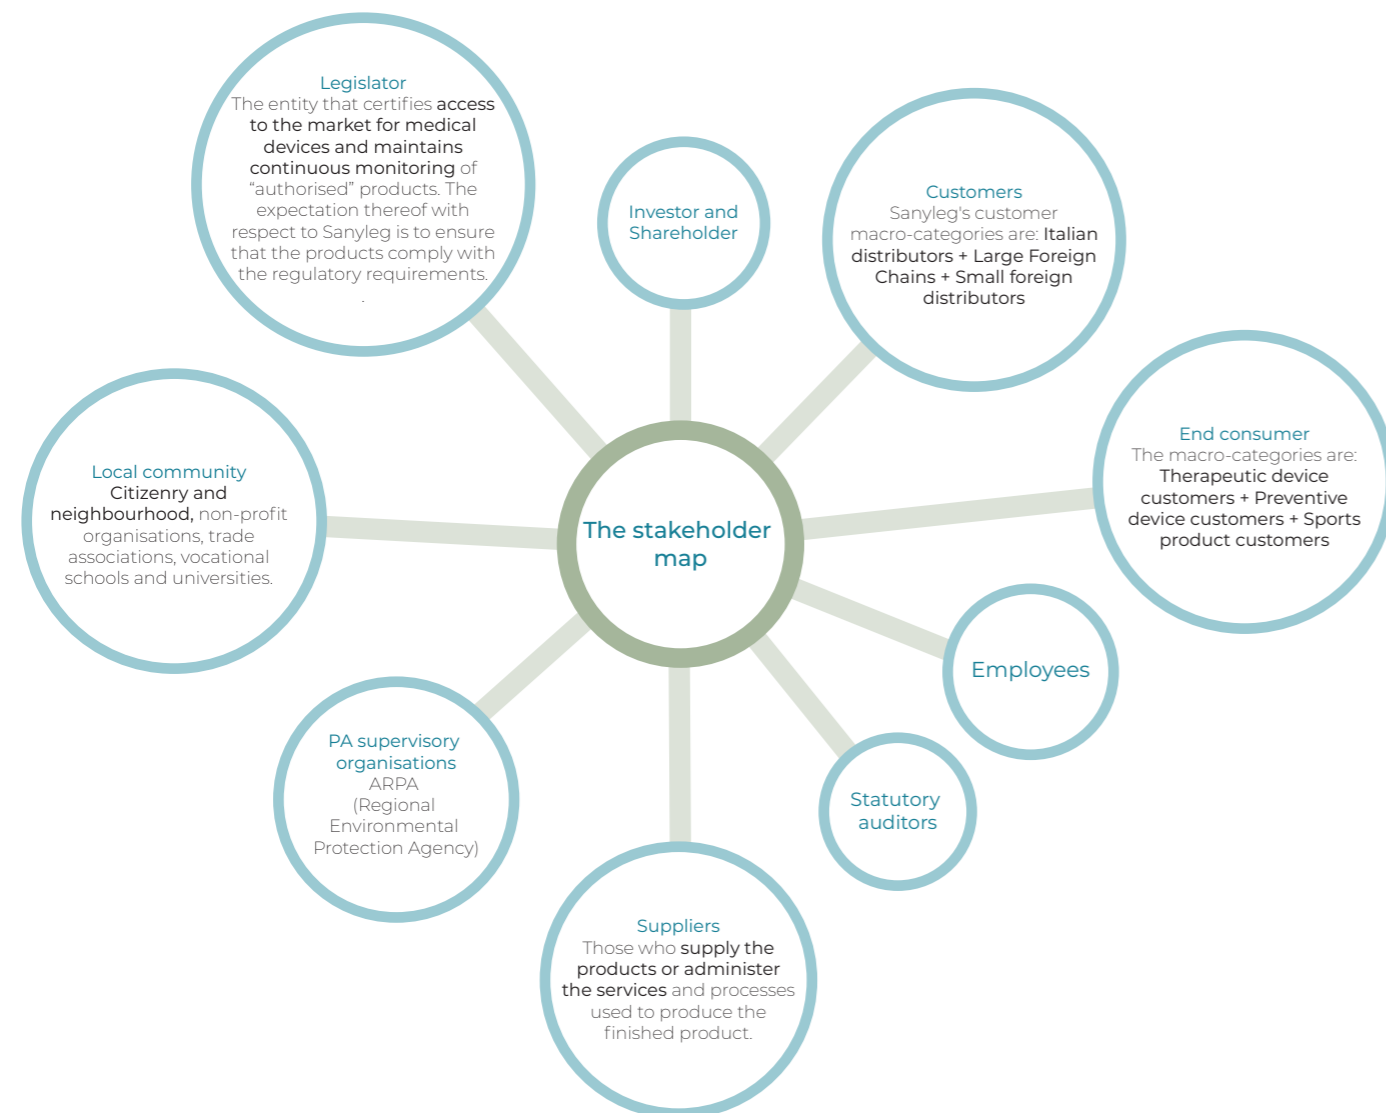 Legislator
The entity that certifies access
to the market for medical
devices and maintains
continuous monitoring of
“authorised” products. The
expectation thereof with
respect to Sanyleg is to ensure
that the products comply with
the regulatory requirements.
.
Investor and
Shareholder
Customers
Sanyleg's customer
macro-categories are: Italian
distributors + Large Foreign
Chains + Small foreign
distributors
End consumer
The macro-categories are:
Therapeutic device
customers + Preventive
device customers + Sports
product customers
Local community
Citizenry and
neighbourhood, non-profit
organisations, trade
associations, vocational
schools and universities.
The stakeholder
map
Employees
PA supervisory
organisations
ARPA
(Regional
Environmental
Protection Agency)
Statutory
auditors
Suppliers
Those who supply the
products or administer
the services and processes
used to produce the
finished product.